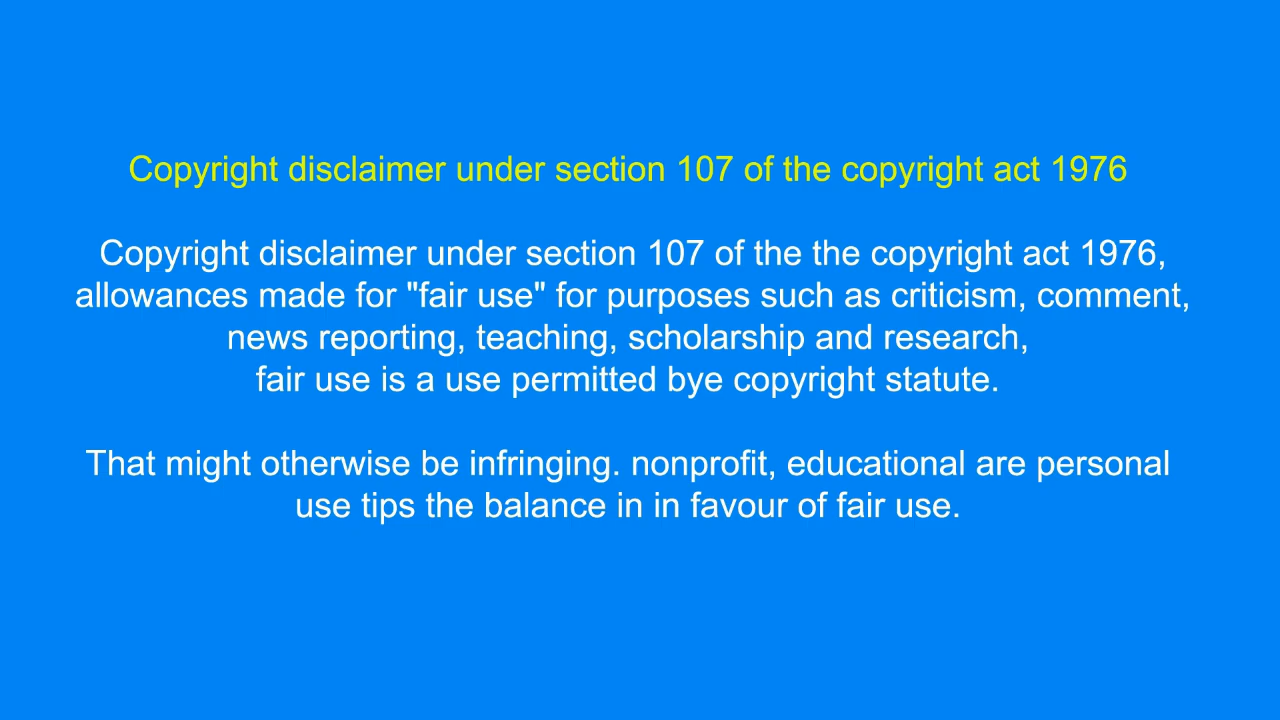 Copyright disclaimer under section 107 of the copyright act 1976
Copyright disclaimer under section 107 of the the copyright act 1976,
allowances made for "fair use" for purposes such as criticism, comment,
news reporting, teaching, scholarship and research,
fair use is a use permitted bye copyright statute.
That might otherwise be infringing. nonprofit, educational are personal
use tips the balance in in favour of fair use.